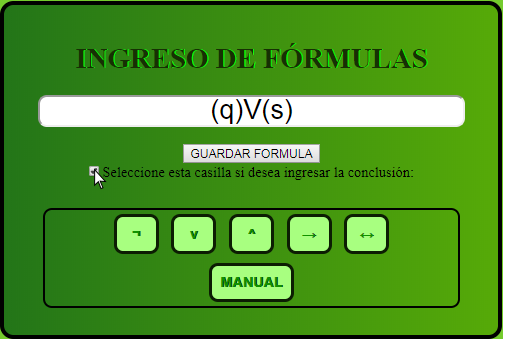 INGRESO DE FÓRMULAS
(q)V(s)
GUARDAR FORMULA
Seleccione esta casilla si desea ingresar la conclusión:
¬ v ^ → ↔
MANUAL